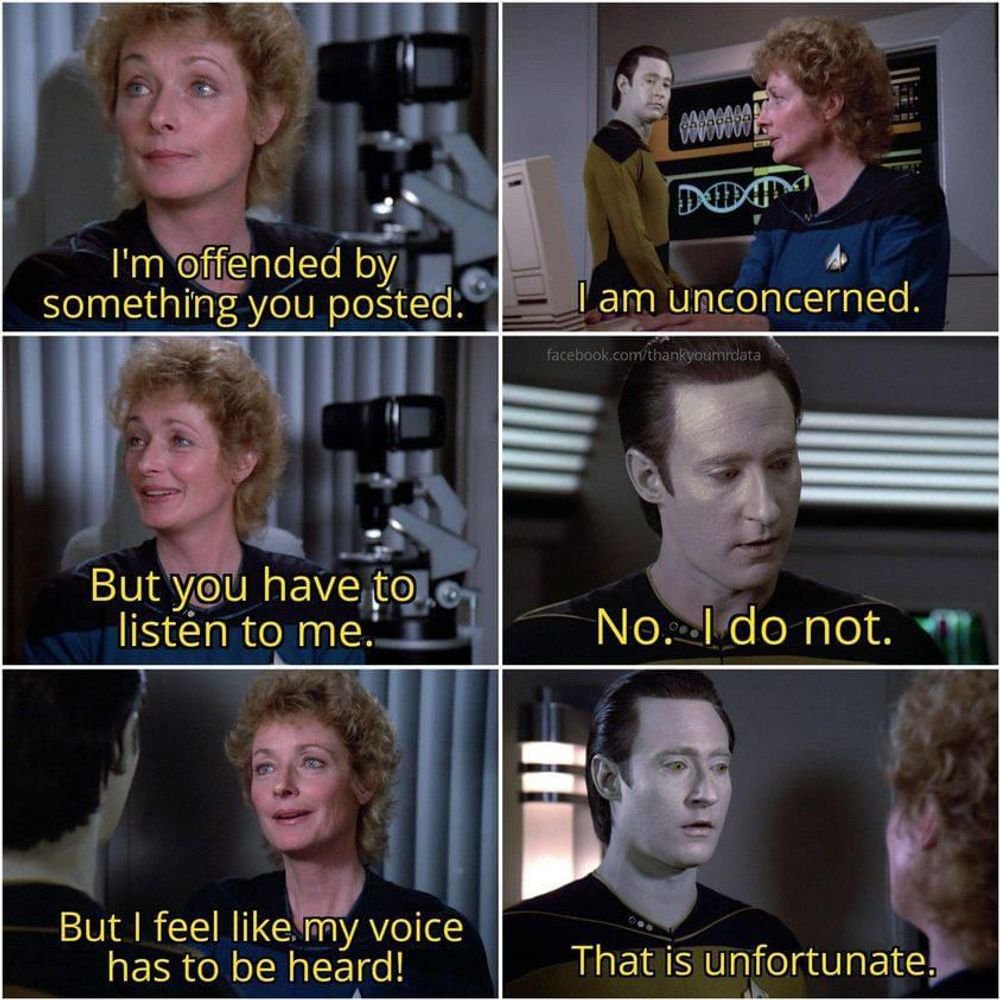 I'm offended by
something you posted.
I am unconcerned.
But you have to
listen to me.
facebook.com/thankyoumrdata
No. I do not.
But I feel like my voice
has to be heard!
That is unfortunate.